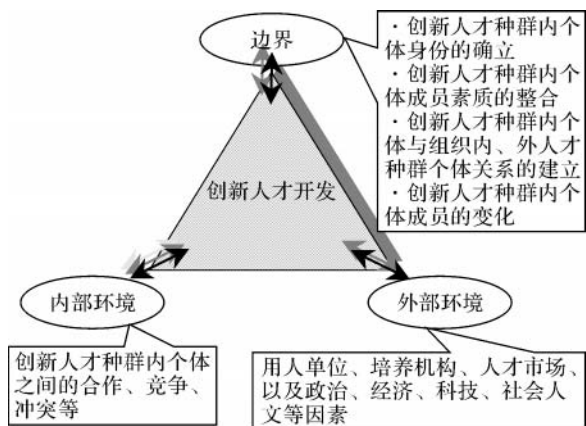 边界
·创新人才种群内个
体身份的确立
·创新人才种群内个
体成员素质的整合
·创新人才种群内个
体与组织内、外人才
种群个体关系的建立
·创新人才种群内个
体成员的变化
创新人才开发
内部环境
外部环境
创新人才种群内个体
之间的合作、竞争、
冲突等
用人单位、培养机构、人才市场、
以及政治、经济、科技、社会人
文等因素